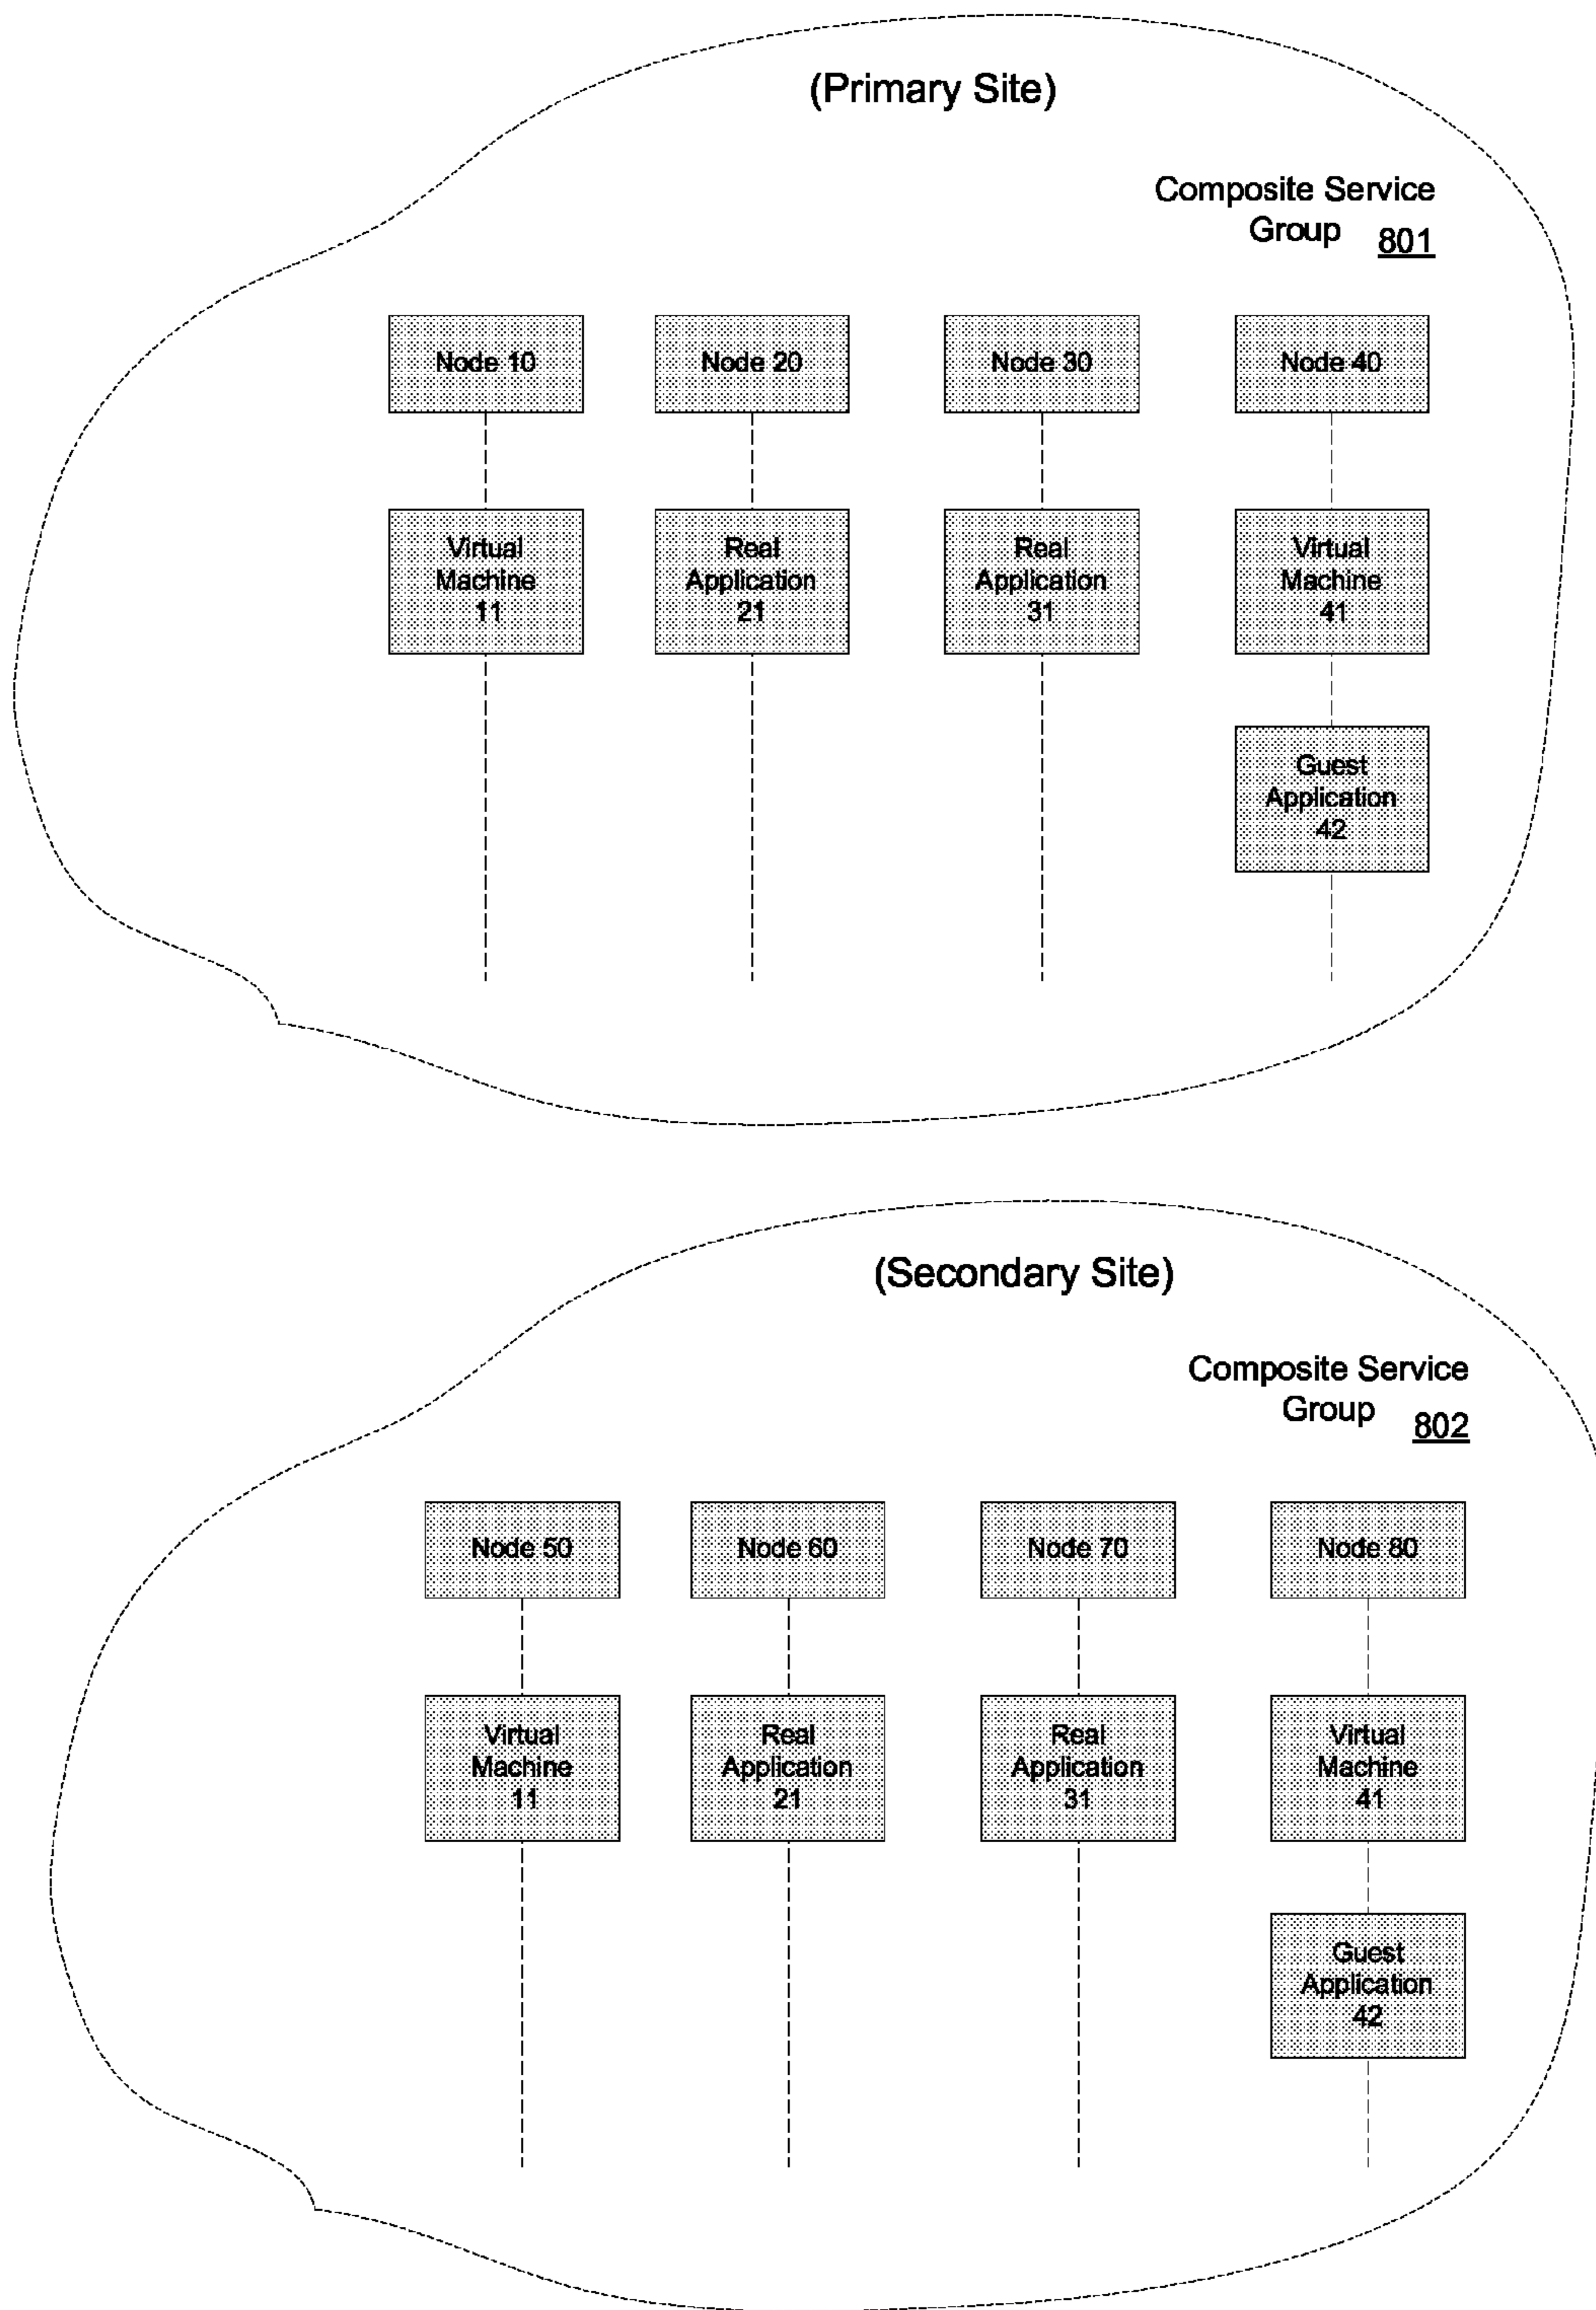 (Primary Site)
Composite Service
Group 801
Node 10
Node 20
Node 30
Node 40
Virtual
Machine
11
Real
Application
21
Real
Application
31
Virtual
Machine
41
Guest
Application
42
(Secondary Site)
Composite Service
Group 802
Node 50
Node 60
Node 70
Node 80
Virtual
Machine
11
Real
Application
21
Real
Application
31
Virtual
Machine
41
Guest
Application
42